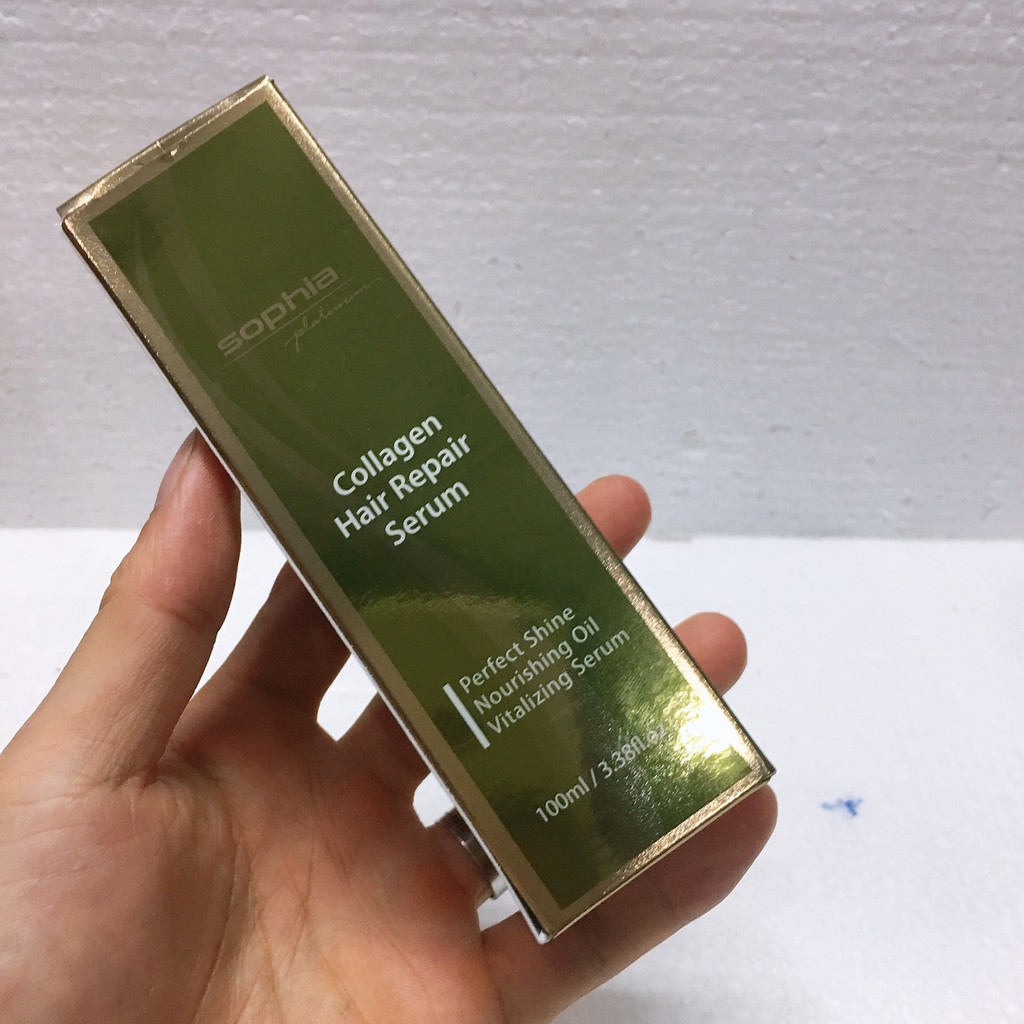 sophia
platinum
Collagen
Hair Repair
Serum
Perfect Shine
Nourishing Oil
Vitalizing Serum
100ml / 3.38fl.oz